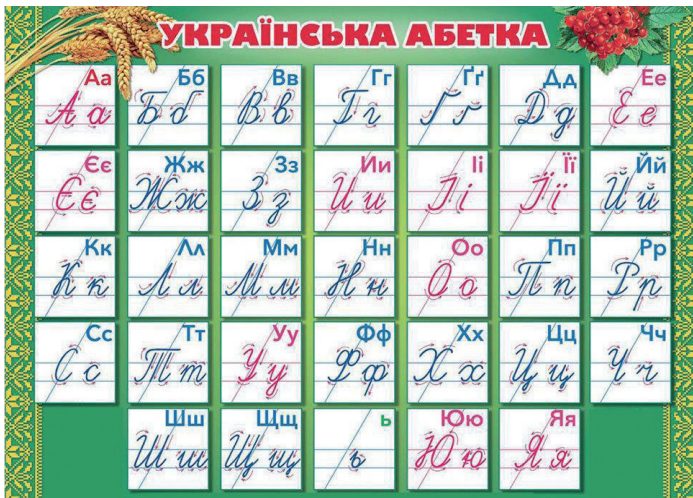 УКРАЇНСЬКА АБЕТКА
Аа Бб Вв Гг Ґґ Дд Ее
А а Б б В в Г г Ґ ґ Д д Е е
Єє Жж Зз Ии Іі Її Йй
Є є Ж ж З з И и І і Ї ї Й й
Кк Лл Мм Нн Оо Пп Рр
К к Л л М м Н н О о П п Р р
Сс Тт Уу Фф Хх Цц Чч
С с Т т У у Ф ф Х х Ц ц Ч ч
Шш Щщ ь Юю Яя
Ш ш Щ щ ь Ю ю Я я